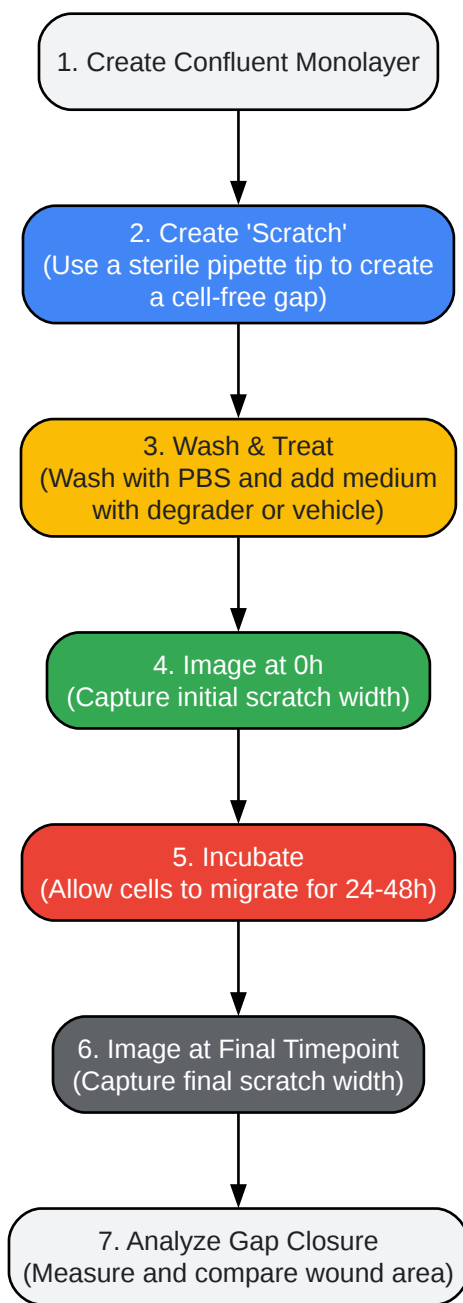 1. Create Confluent Monolayer
2. Create 'Scratch'
(Use a sterile pipette tip to create
a cell-free gap)
3. Wash & Treat
(Wash with PBS and add medium
with degrader or vehicle)
4. Image at 0h
(Capture initial scratch width)
5. Incubate
(Allow cells to migrate for 24-48h)
6. Image at Final Timepoint
(Capture final scratch width)
7. Analyze Gap Closure
(Measure and compare wound area)